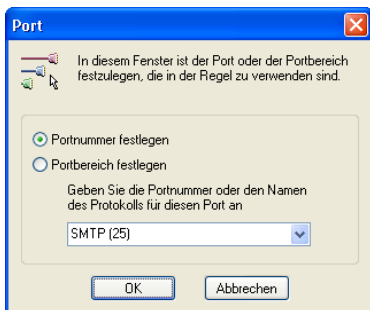 Port
In diesem Fenster ist der Port oder der Portbereich
festzulegen, die in der Regel zu verwenden sind.
Portnummer festlegen
Portbereich festlegen
Geben Sie die Portnummer oder den Namen
des Protokolls für diesen Port an
SMTP (25)
OK
Abbrechen